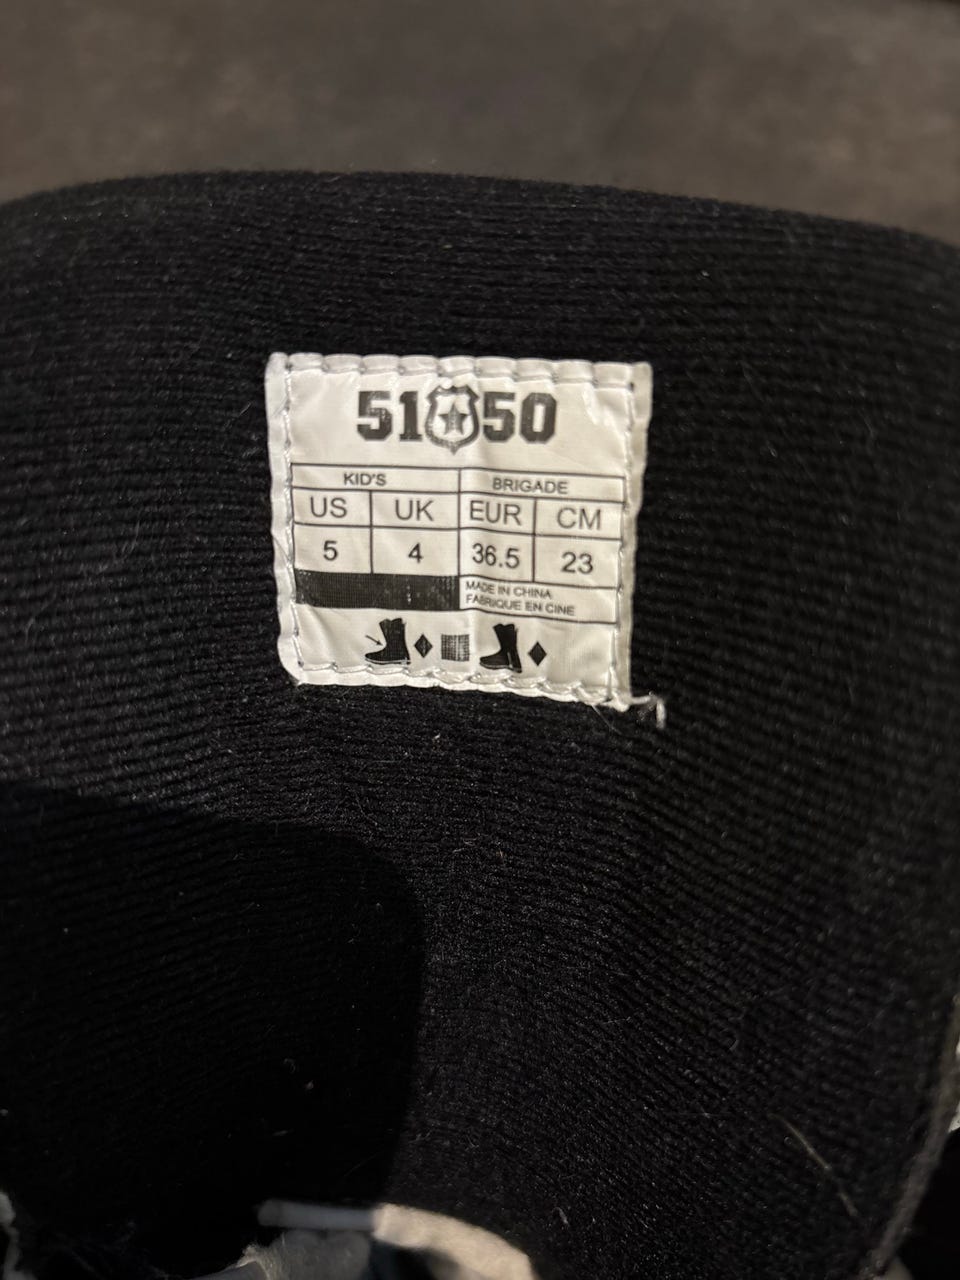 51 50
KID'S BRIGADE
US UK EUR CM
5 4 36.5 23
MADE IN CHINA
FABRIQUE EN CINE